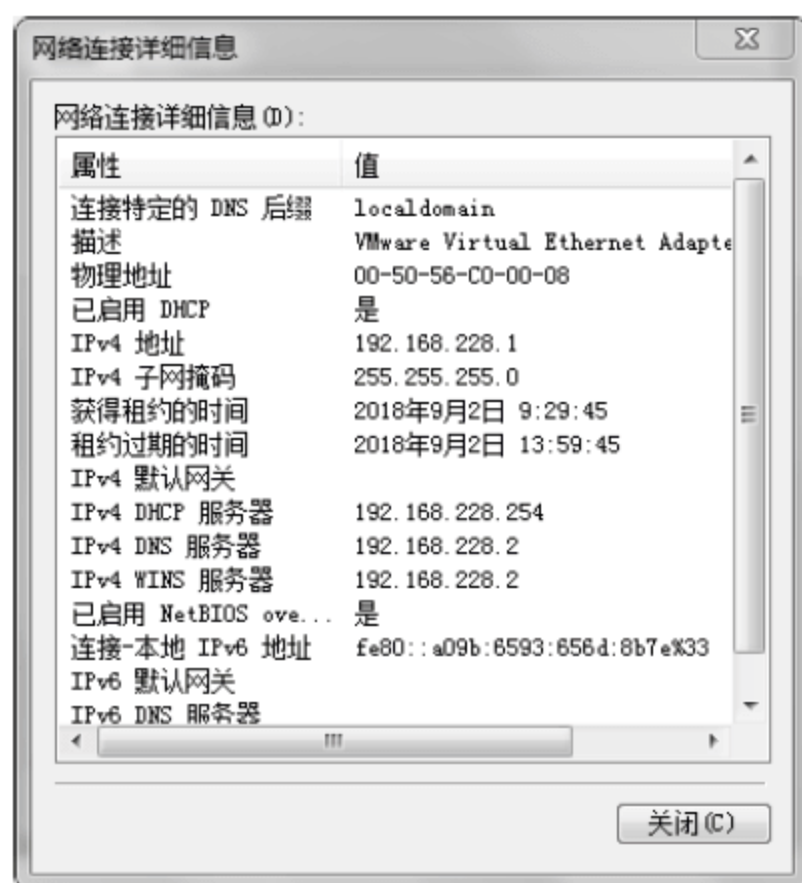 网络连接详细信息
网络连接详细信息(D):
属性 值
连接特定的 DNS 后缀 localdomain
描述 VMware Virtual Ethernet Adapte
物理地址 00-50-56-C0-00-08
已启用 DHCP 是
IPv4 地址 192.168.228.1
IPv4 子网掩码 255.255.255.0
获得租约的时间 2018年9月2日 9:29:45
租约过期的时间 2018年9月2日 13:59:45
IPv4 默认网关
IPv4 DHCP 服务器 192.168.228.254
IPv4 DNS 服务器 192.168.228.2
IPv4 WINS 服务器 192.168.228.2
已启用 NetBIOS ove... 是
连接-本地 IPv6 地址 fe80::a09b:6593:656d:8b7e%33
IPv6 默认网关
IPv6 DNS 服务器
关闭(C)